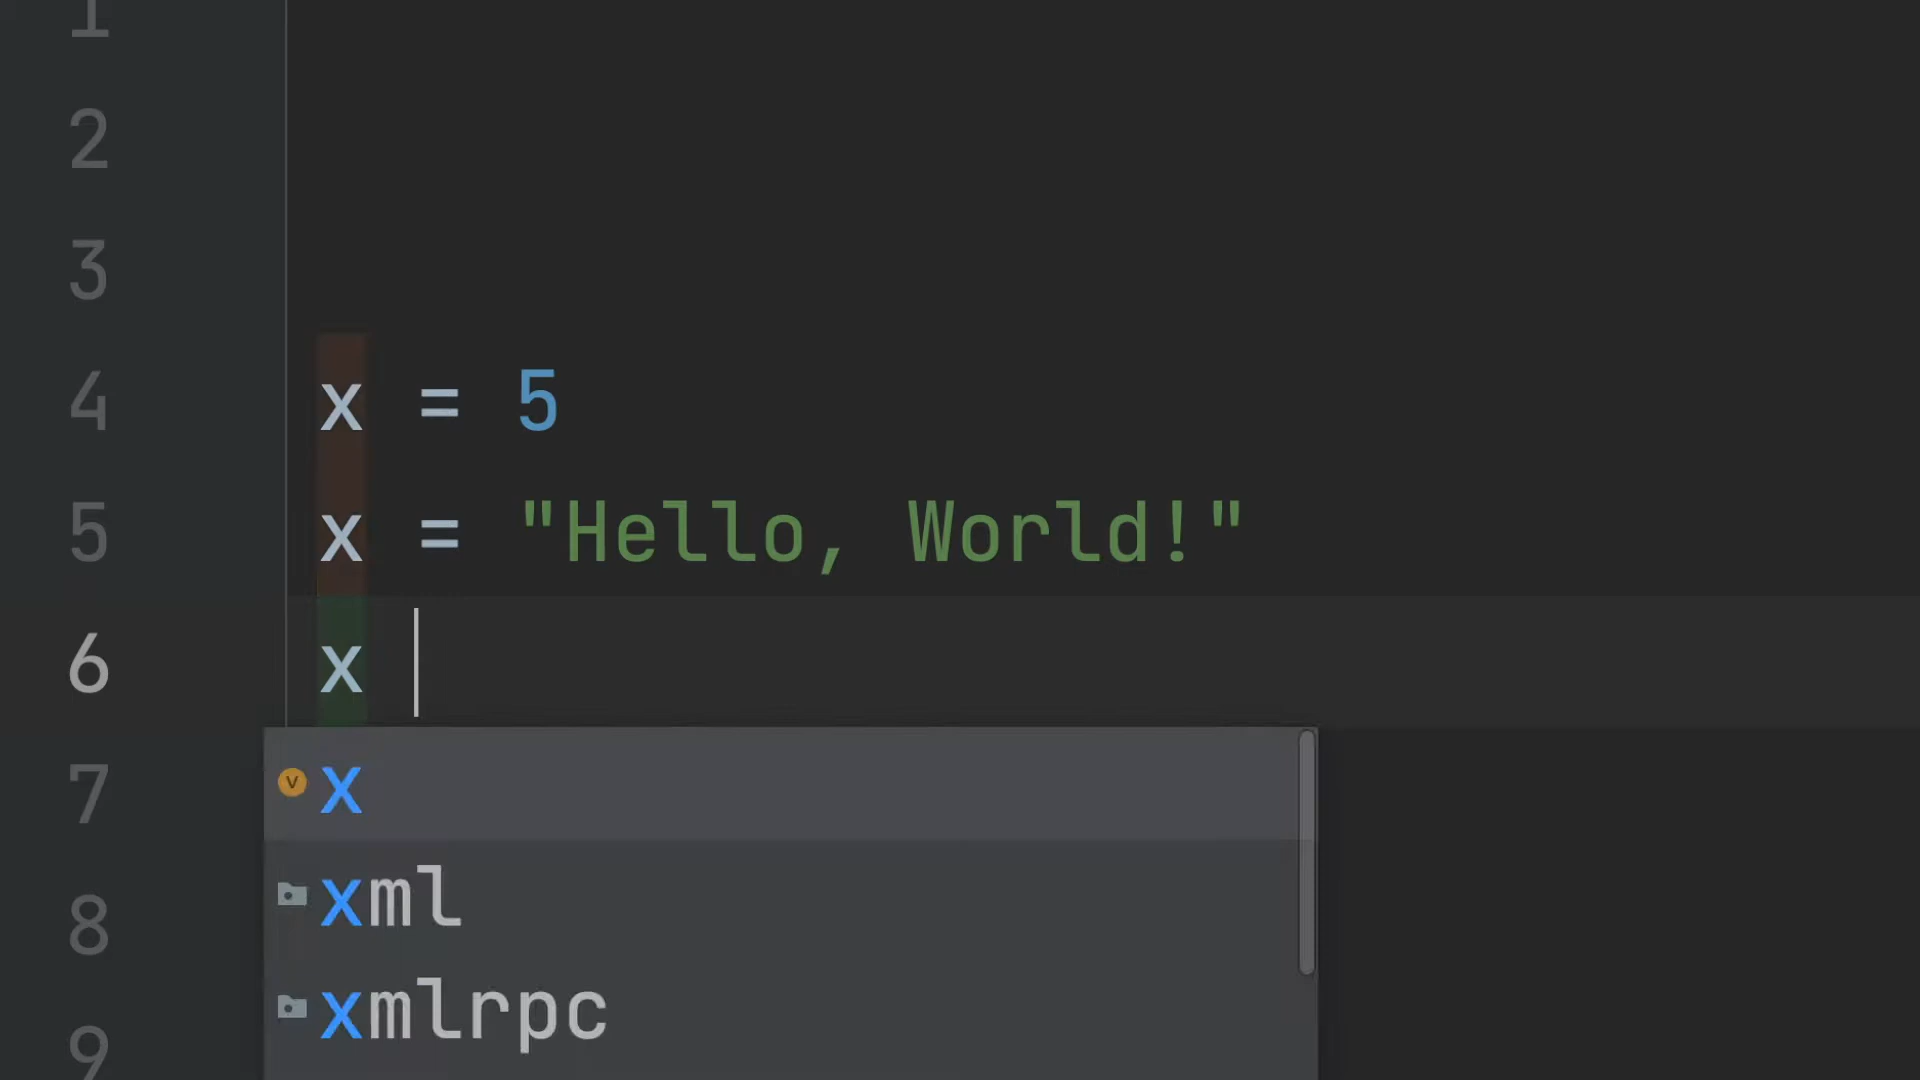 1
2
3
4 x = 5
5 x = "Hello, World!"
6 x
7
v x
8
xml
xmlrpc
9